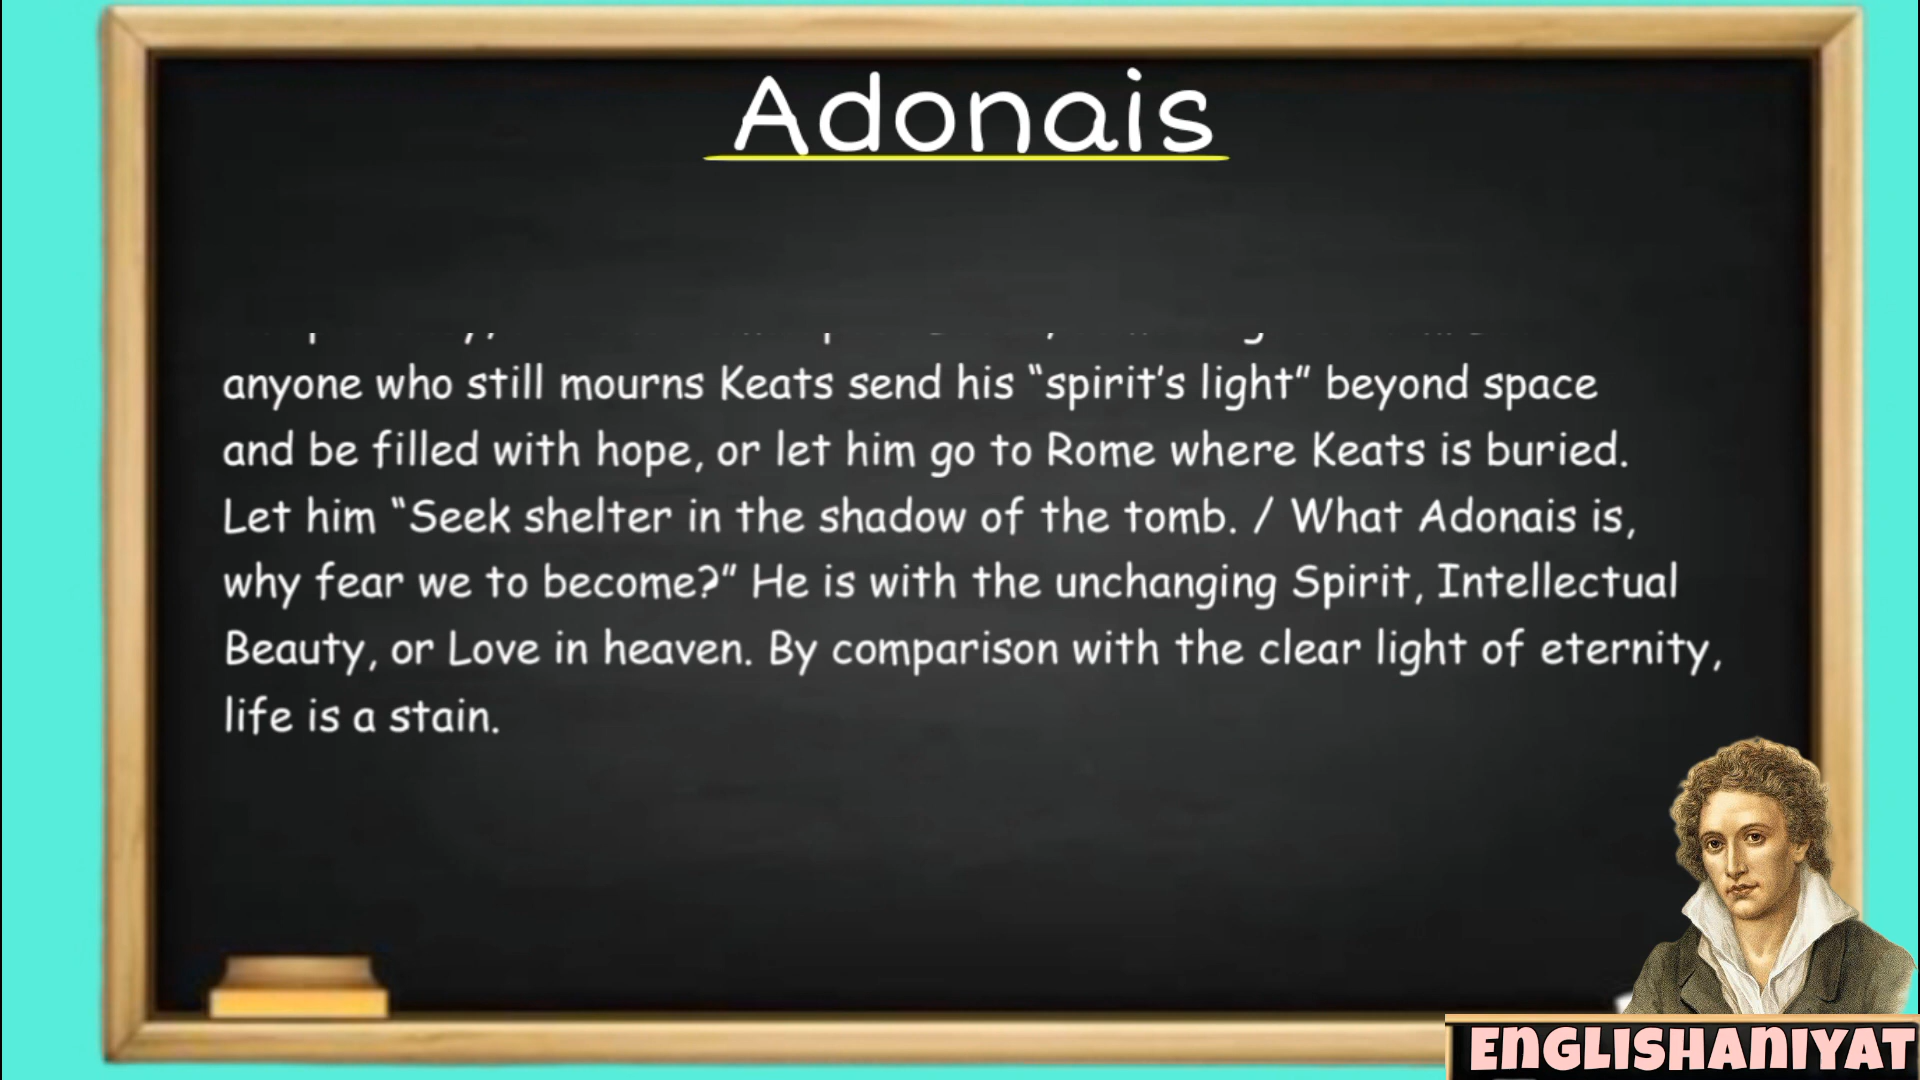 Adonais
anyone who still mourns Keats send his “spirit’s light” beyond space
and be filled with hope, or let him go to Rome where Keats is buried.
Let him “Seek shelter in the shadow of the tomb. / What Adonais is,
why fear we to become?” He is with the unchanging Spirit, Intellectual
Beauty, or Love in heaven. By comparison with the clear light of eternity,
life is a stain.
ENGLISHANIYAT